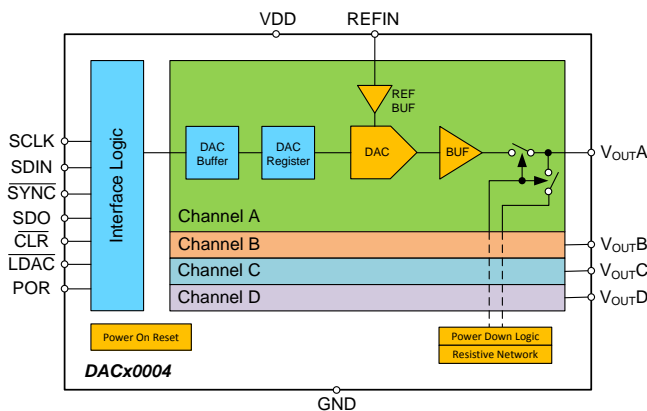 VDD
REFIN
REF
BUF
SCLK
SDIN
SYNC
SDO
CLR
LDAC
POR
Interface Logic
DAC
Buffer
DAC
Register
DAC
BUF
VOUTA
Channel A
Channel B
VOUTB
Channel C
VOUTC
Channel D
VOUTD
Power On Reset
Power Down Logic
Resistive Network
DACx0004
GND